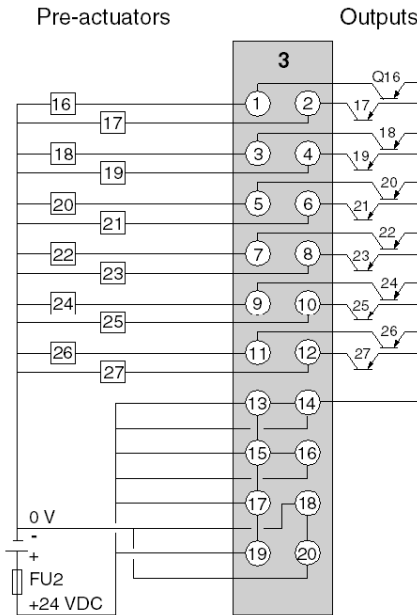 Pre-actuators Outputs
3
Q16
16 1 2 17
17
18
18 3 4 19
19
20
20 5 6 21
21
22
22 7 8 23
23
24
24 9 10 25
25
26
26 11 12 27
27
13 14
15 16
17 18
0 V
-
+ 19 20
FU2
+24 VDC